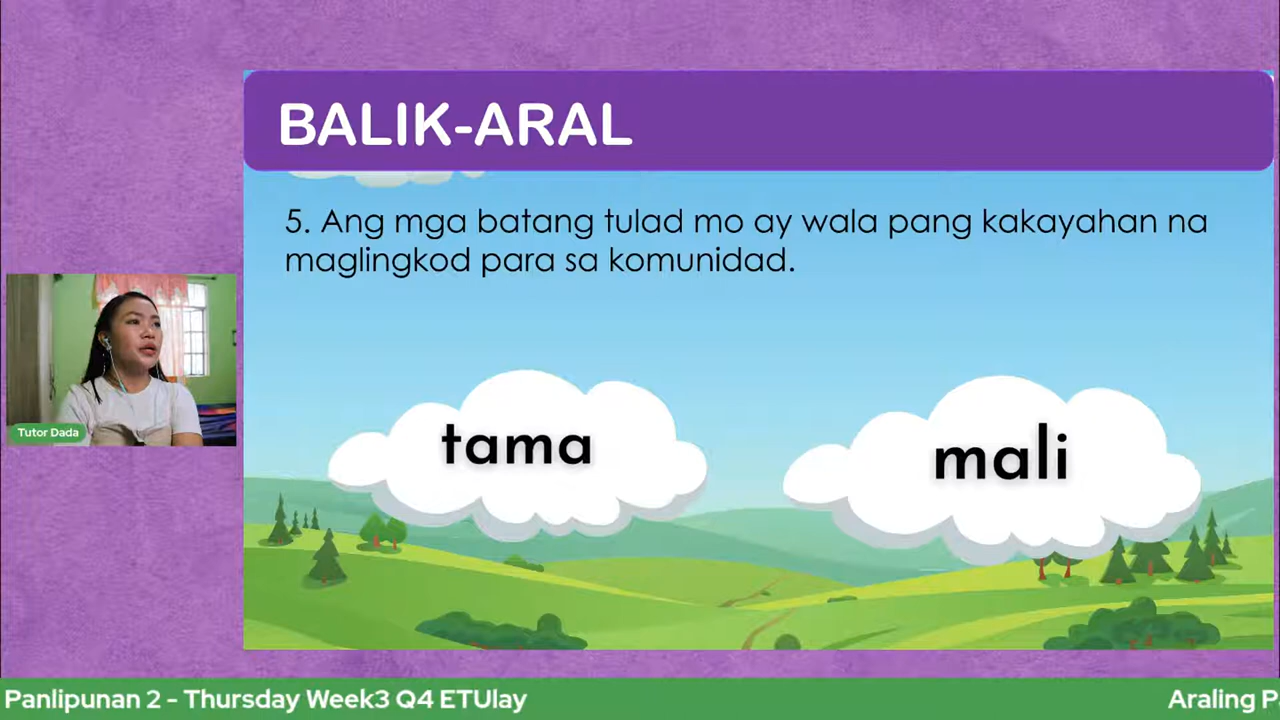 BALIK-ARAL
5. Ang mga batang tulad mo ay wala pang kakayahan na
maglingkod para sa komunidad.
tama
mali
Tutor Dada
Panlipunan 2 - Thursday Week3 Q4 ETUlay
Araling P